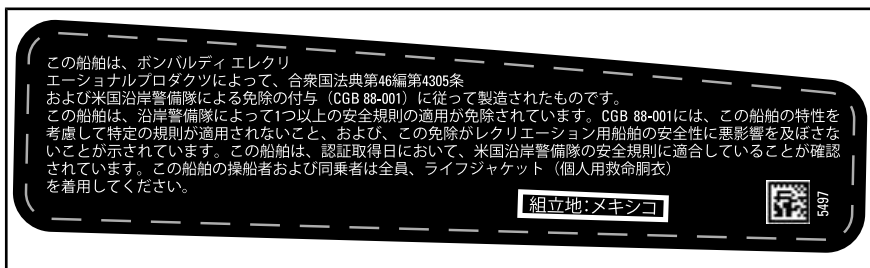 この船舶は、ボンバルディ エレクリ
エーショナルプロダクツによって、合衆国法典第46編第4305条
および米国沿岸警備隊による免除の付与（CGB 88-001）に従って製造されたものです。
この船舶は、沿岸警備隊によって1つ以上の安全規則の適用が免除されています。CGB 88-001には、この船舶の特性を
考慮して特定の規則が適用されないこと、および、この免除がレクリエーション用船舶の安全性に悪影響を及ぼさな
いことが示されています。この船舶は、認証取得日において、米国沿岸警備隊の安全規則に適合していることが確認
されています。この船舶の操船者および同乗者は全員、ライフジャケット（個人用救命胴衣）
を着用してください。
組立地:メキシコ
5497